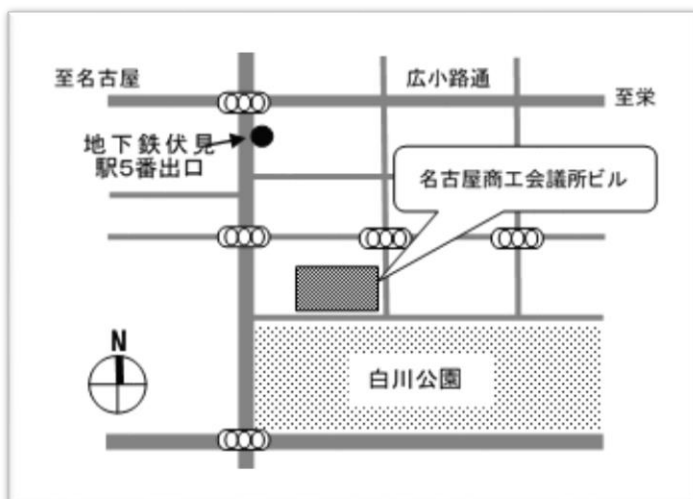 至名古屋
広小路通
至栄
地下鉄伏見
駅5番出口
名古屋商工会議所ビル
N
白川公園